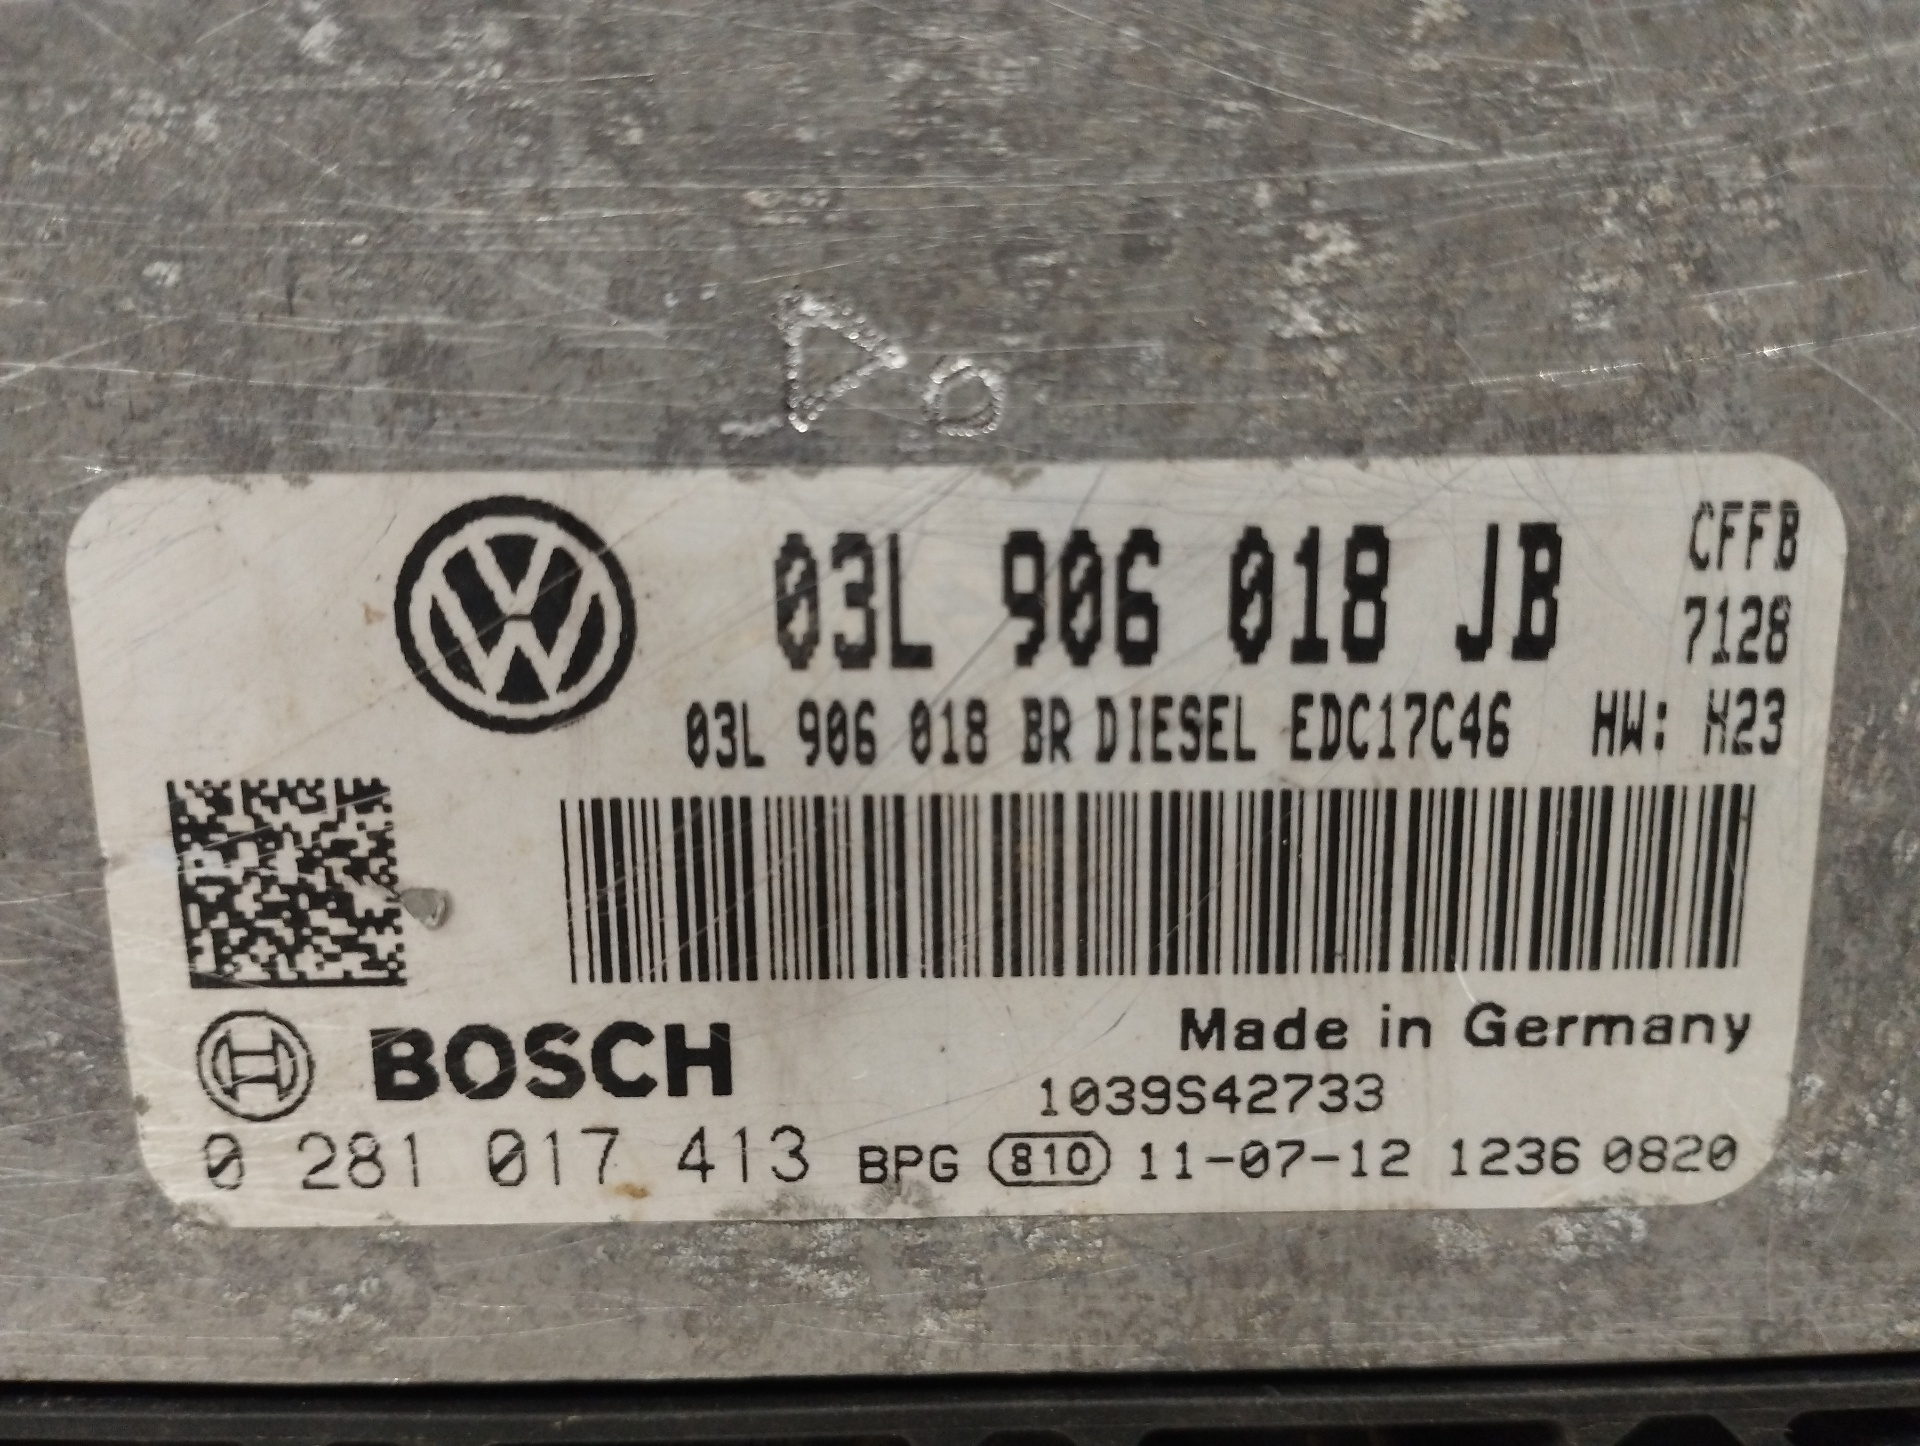 03L 906 018 JB
CFFB
7128
03L 906 018 BR DIESEL EDC17C46 HW: H23
BOSCH
Made in Germany
1039S42733
0 281 017 413 BPG 810 11-07-12 1236 0820